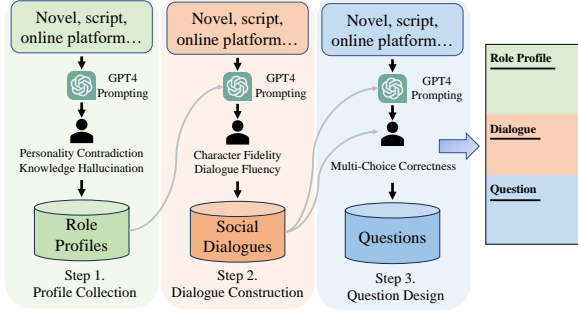 Novel, script,
online platform…
GPT4
Prompting
Personality Contradiction
Knowledge Hallucination
Role
Profiles
Step 1.
Profile Collection
Novel, script,
online platform…
GPT4
Prompting
Character Fidelity
Dialogue Fluency
Social
Dialogues
Step 2.
Dialogue Construction
Novel, script,
online platform…
GPT4
Prompting
Multi-Choice Correctness
Questions
Step 3.
Question Design
Role Profile
Dialogue
Question